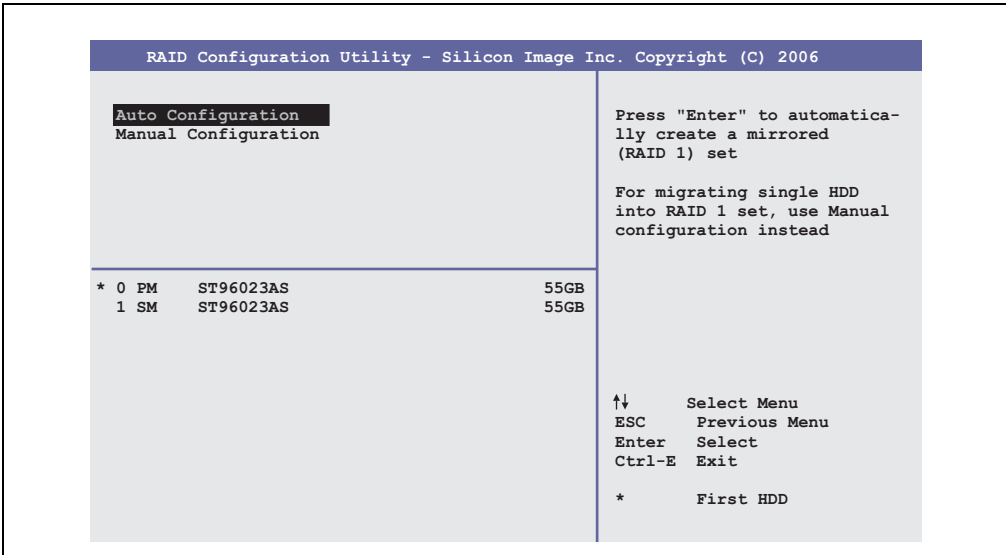 RAID Configuration Utility - Silicon Image Inc. Copyright (C) 2006
Auto Configuration
Manual Configuration
Press "Enter" to automatica-
lly create a mirrored
(RAID 1) set
For migrating single HDD
into RAID 1 set, use Manual
configuration instead
* 0 PM ST96023AS 55GB
1 SM ST96023AS 55GB
↑↓ Select Menu
ESC Previous Menu
Enter Select
Ctrl-E Exit
* First HDD